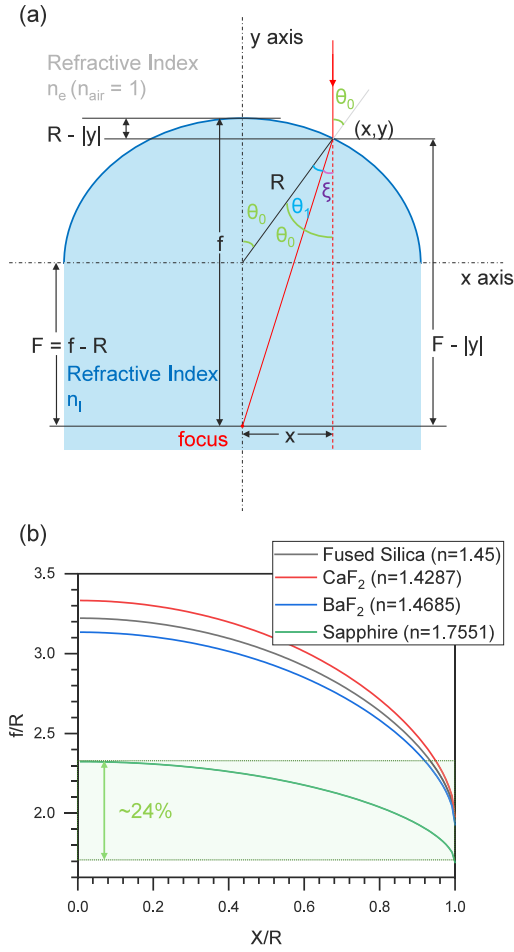 (a)
y axis
Refractive Index
nₑ (nₐᵢᵣ = 1)
θ₀
(x,y)
R - |y|
R
ξ
θ₁
θ₀
θ₀
f
x axis
F = f - R
F - |y|
Refractive Index
nₗ
focus
x
(b)
Fused Silica (n=1.45)
CaF₂ (n=1.4287)
BaF₂ (n=1.4685)
Sapphire (n=1.7551)
3.5
3.0
2.5
2.0
f/R
~24%
0.0 0.2 0.4 0.6 0.8 1.0
X/R